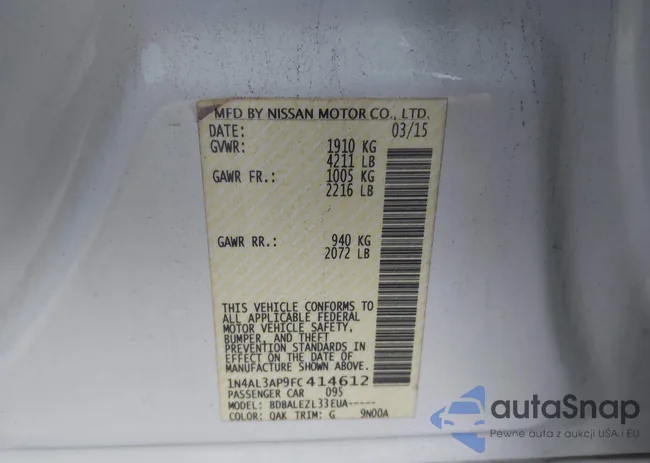 MFD BY NISSAN MOTOR CO., LTD.
DATE: 03/15
GVWR: 1910 KG
4211 LB
GAWR FR.: 1005 KG
2216 LB
GAWR RR.: 940 KG
2072 LB
THIS VEHICLE CONFORMS TO
ALL APPLICABLE FEDERAL
MOTOR VEHICLE SAFETY,
BUMPER, AND THEFT
PREVENTION STANDARDS IN
EFFECT ON THE DATE OF
MANUFACTURE SHOWN ABOVE.
1N4AL3AP9FC414612
PASSENGER CAR 095
MODEL: BDBALEZL33EUA-----
COLOR: QAK TRIM: G 9N00A
autaSnap
Pewne auta z aukcji USA i EU